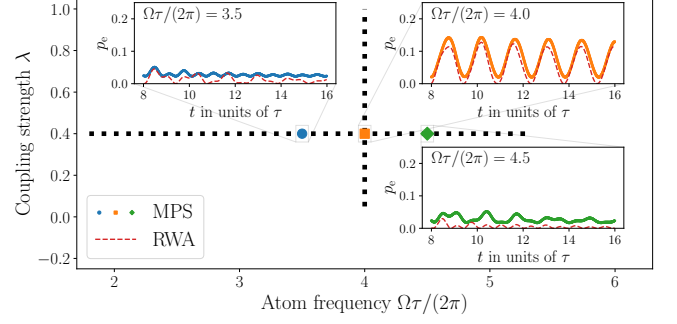 Coupling strength λ
1.0
0.8
0.6
0.4
0.2
0.0
−0.2
2
3
4
5
6
Atom frequency Ωτ/(2π)
MPS
RWA
Ωτ/(2π) = 3.5
pₑ
0.2
0.1
0.0
8
10
12
14
16
t in units of τ
Ωτ/(2π) = 4.0
pₑ
0.2
0.1
0.0
8
10
12
14
16
t in units of τ
Ωτ/(2π) = 4.5
pₑ
0.2
0.1
0.0
8
10
12
14
16
t in units of τ